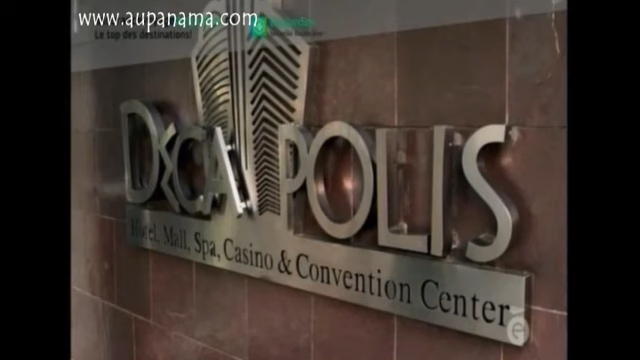 www.aupanama.com
Le top des destinations!
DECAPOLIS
Hotel, Mall, Spa, Casino & Convention Center
e